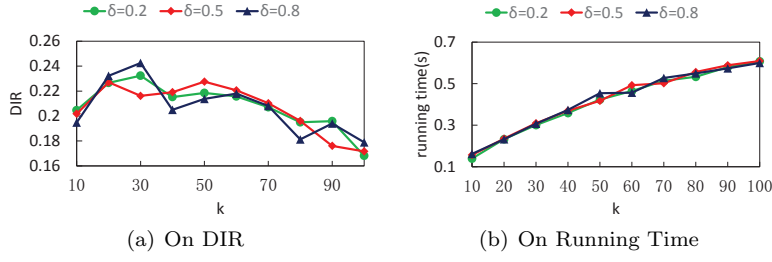 δ=0.2 δ=0.5 δ=0.8
0.26
0.24
0.22
0.2
0.18
0.16
DIR
10 30 50 70 90
k
(a) On DIR
δ=0.2 δ=0.5 δ=0.8
0.7
0.5
0.3
0.1
running time(s)
10 20 30 40 50 60 70 80 90 100
k
(b) On Running Time